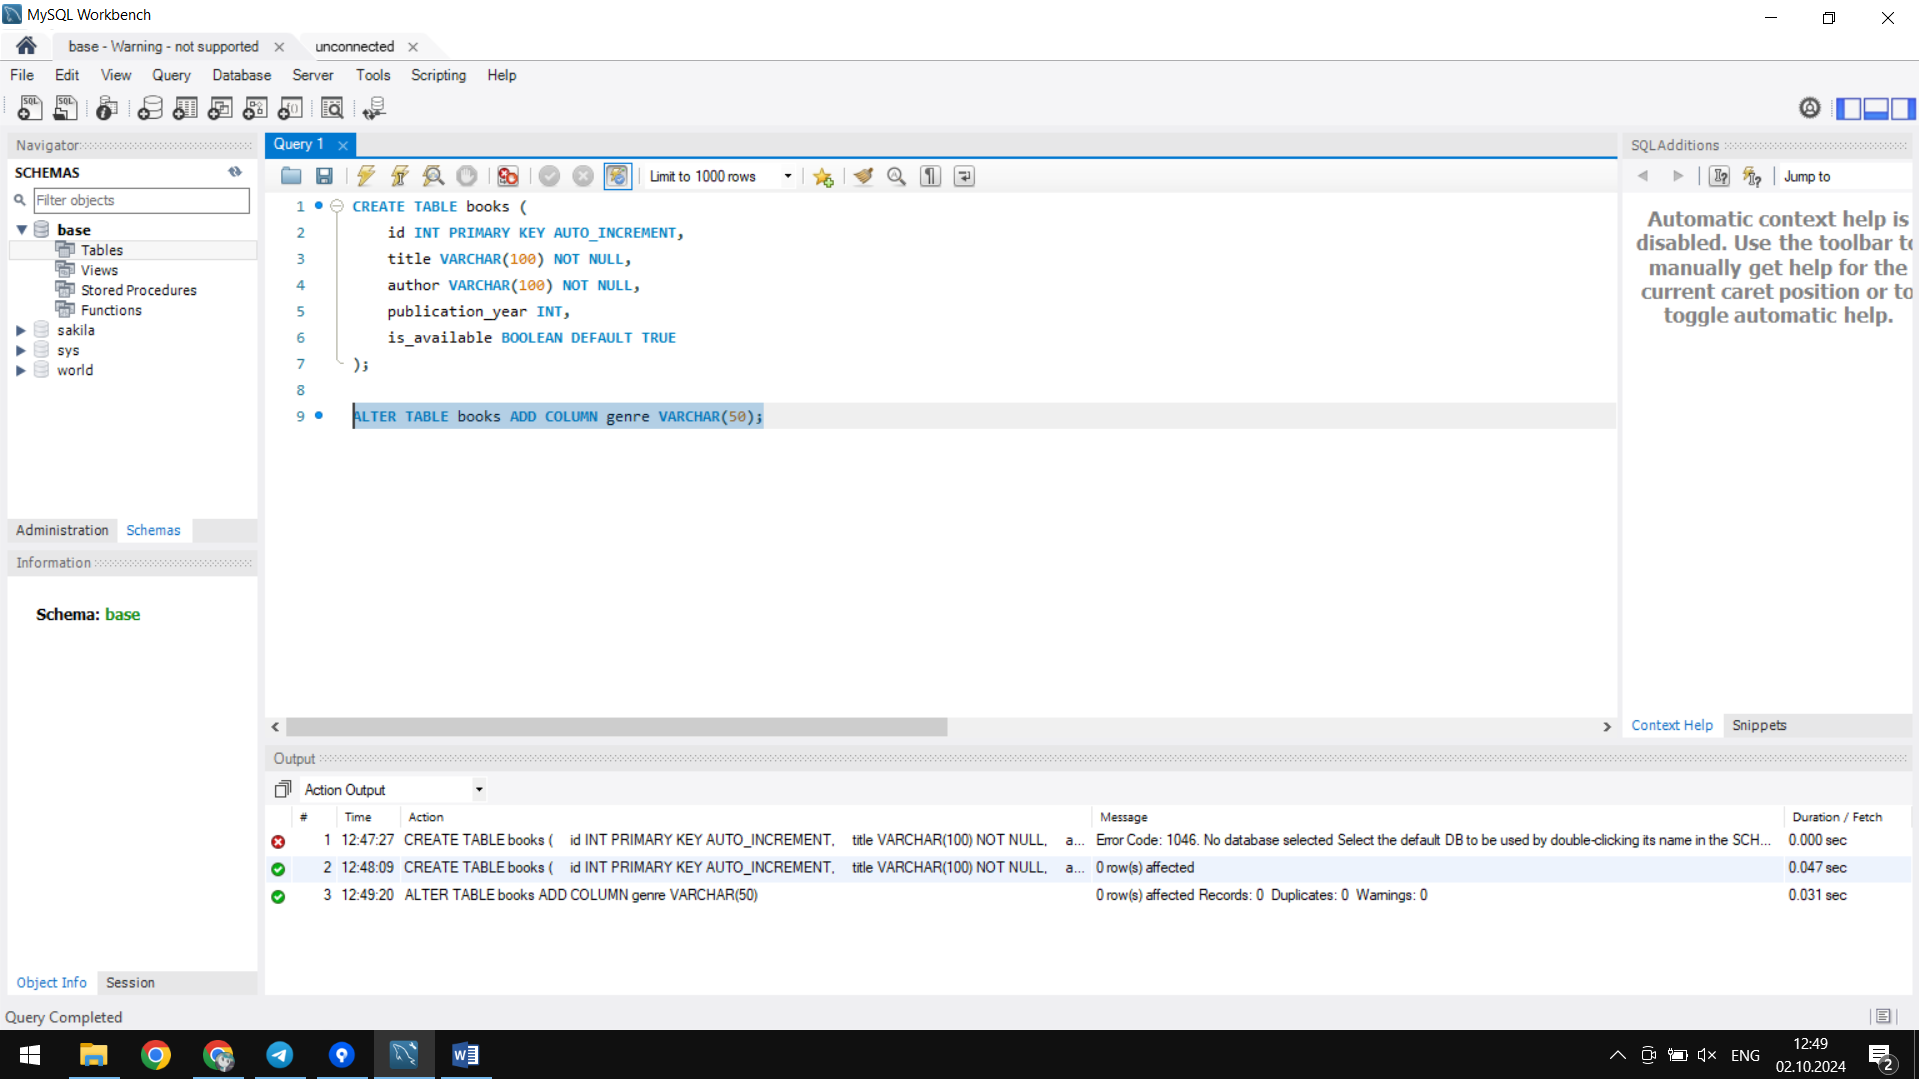 MySQL Workbench
base - Warning - not supported
unconnected
File Edit View Query Database Server Tools Scripting Help
Navigator
SCHEMAS
Filter objects
base
Tables
Views
Stored Procedures
Functions
sakila
sys
world
Administration Schemas
Information
Schema: base
Object Info Session
Query 1
Limit to 1000 rows
1 CREATE TABLE books (
2 id INT PRIMARY KEY AUTO_INCREMENT,
3 title VARCHAR(100) NOT NULL,
4 author VARCHAR(100) NOT NULL,
5 publication_year INT,
6 is_available BOOLEAN DEFAULT TRUE
7 );
8
9 ALTER TABLE books ADD COLUMN genre VARCHAR(50);
SQLAdditions
Jump to
Automatic context help is
disabled. Use the toolbar to
manually get help for the
current caret position or to
toggle automatic help.
Context Help Snippets
Output
Action Output
# Time Action Message Duration / Fetch
1 12:47:27 CREATE TABLE books ( id INT PRIMARY KEY AUTO_INCREMENT, title VARCHAR(100) NOT NULL, a... Error Code: 1046. No database selected Select the default DB to be used by double-clicking its name in the SCH... 0.000 sec
2 12:48:09 CREATE TABLE books ( id INT PRIMARY KEY AUTO_INCREMENT, title VARCHAR(100) NOT NULL, a... 0 row(s) affected 0.047 sec
3 12:49:20 ALTER TABLE books ADD COLUMN genre VARCHAR(50) 0 row(s) affected Records: 0 Duplicates: 0 Warnings: 0 0.031 sec
Query Completed
ENG
12:49
02.10.2024
2